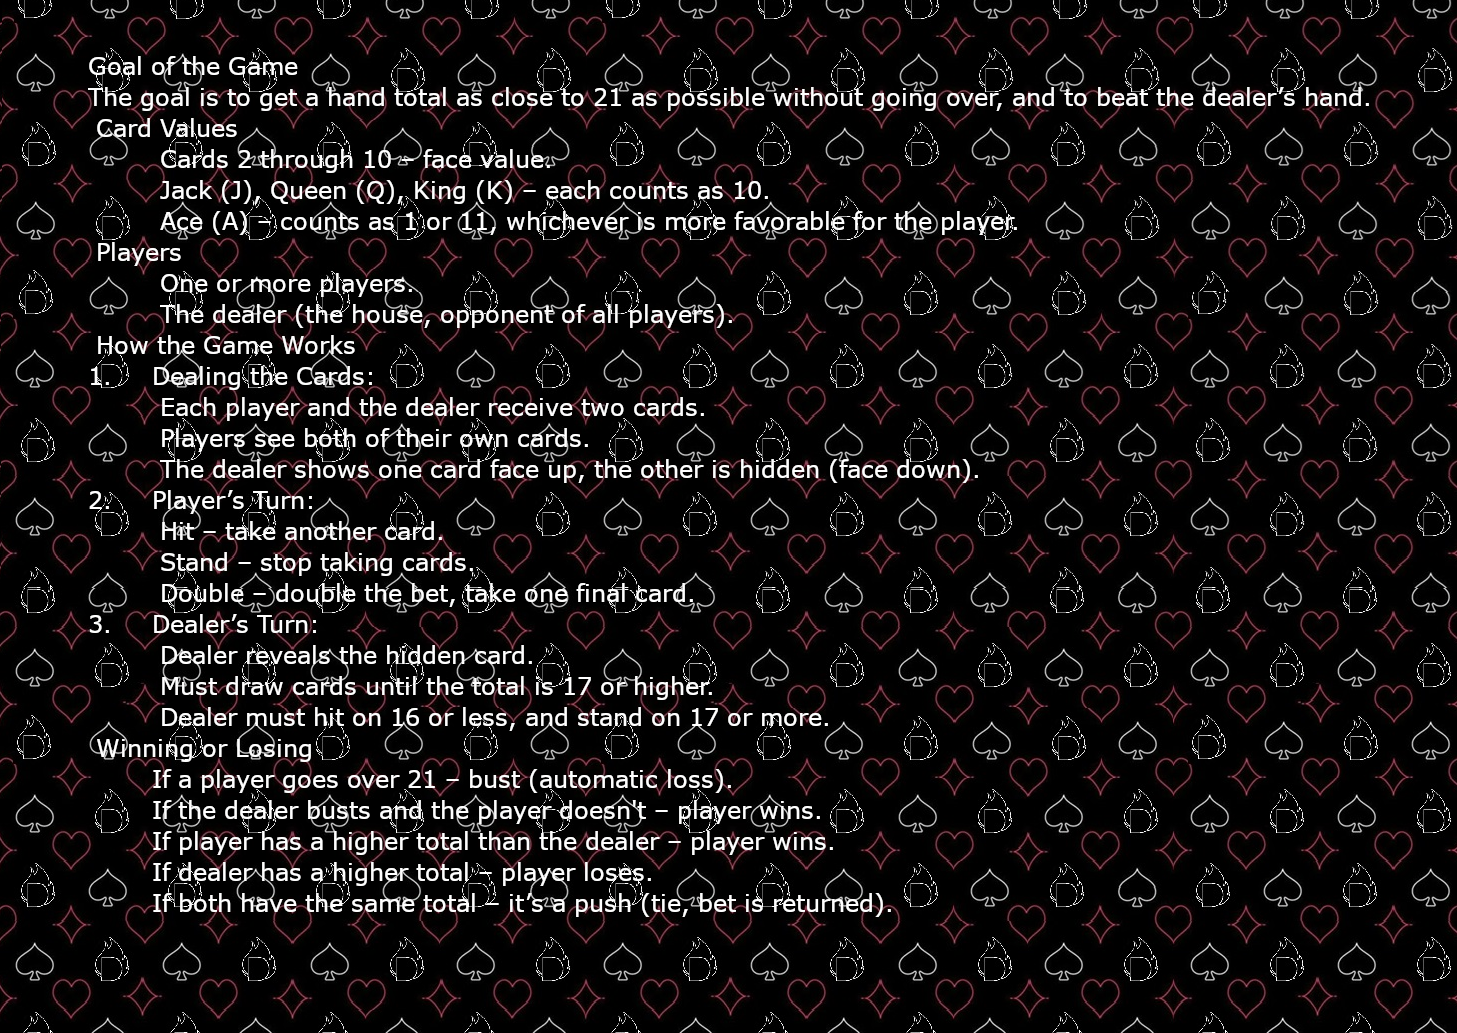 Goal of the Game
The goal is to get a hand total as close to 21 as possible without going over, and to beat the dealer’s hand.
Card Values
Cards 2 through 10 – face value.
Jack (J), Queen (Q), King (K) – each counts as 10.
Ace (A) – counts as 1 or 11, whichever is more favorable for the player.
Players
One or more players.
The dealer (the house, opponent of all players).
How the Game Works
1. Dealing the Cards:
Each player and the dealer receive two cards.
Players see both of their own cards.
The dealer shows one card face up, the other is hidden (face down).
2. Player’s Turn:
Hit – take another card.
Stand – stop taking cards.
Double – double the bet, take one final card.
3. Dealer’s Turn:
Dealer reveals the hidden card.
Must draw cards until the total is 17 or higher.
Dealer must hit on 16 or less, and stand on 17 or more.
Winning or Losing
If a player goes over 21 – bust (automatic loss).
If the dealer busts and the player doesn't – player wins.
If player has a higher total than the dealer – player wins.
If dealer has a higher total – player loses.
If both have the same total – it’s a push (tie, bet is returned).